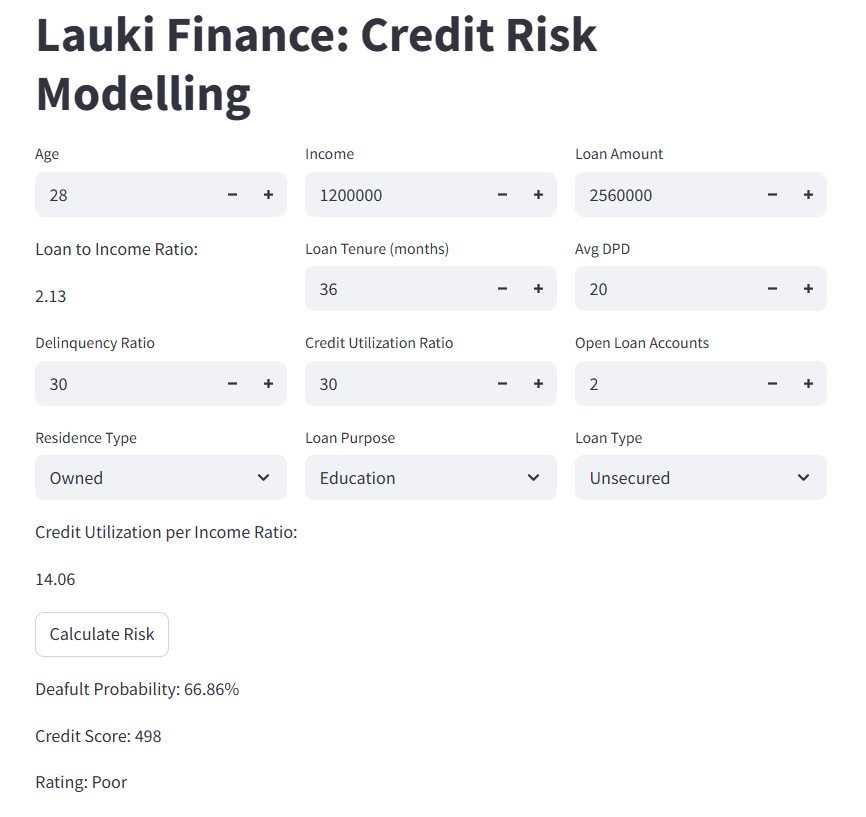 Lauki Finance: Credit Risk
Modelling
Age
Income
Loan Amount
28
1200000
2560000
Loan to Income Ratio:
Loan Tenure (months)
Avg DPD
2.13
36
20
Delinquency Ratio
Credit Utilization Ratio
Open Loan Accounts
30
30
2
Residence Type
Loan Purpose
Loan Type
Owned
Education
Unsecured
Credit Utilization per Income Ratio:
14.06
Calculate Risk
Deafult Probability: 66.86%
Credit Score: 498
Rating: Poor